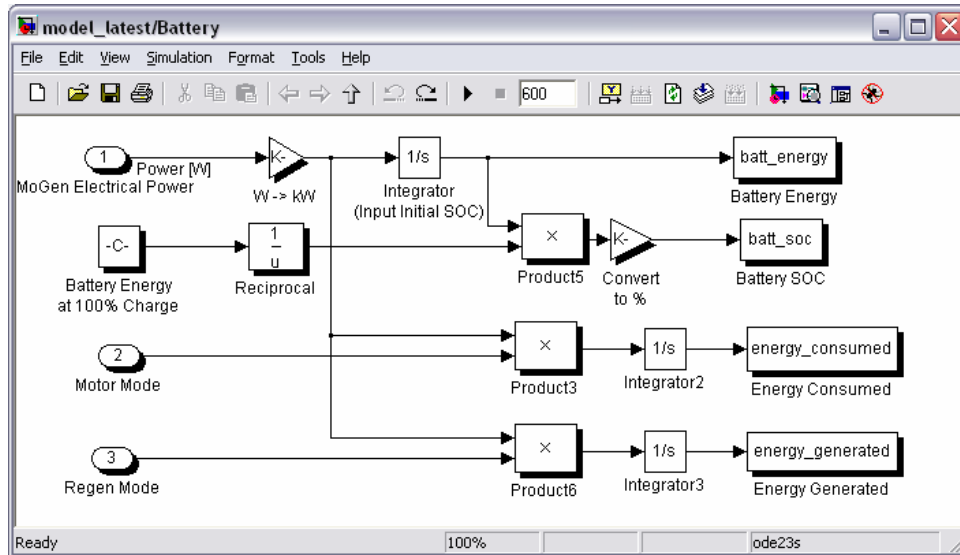 model_latest/Battery
File Edit View Simulation Format Tools Help
600
1
Power [W]
MoGen Electrical Power
K-
W -> kW
1/s
Integrator
(Input Initial SOC)
batt_energy
Battery Energy
-C-
Battery Energy
at 100% Charge
1
u
Reciprocal
×
Product5
K-
Convert
to %
batt_soc
Battery SOC
2
Motor Mode
×
Product3
1/s
Integrator2
energy_consumed
Energy Consumed
3
Regen Mode
×
Product6
1/s
Integrator3
energy_generated
Energy Generated
Ready 100% ode23s